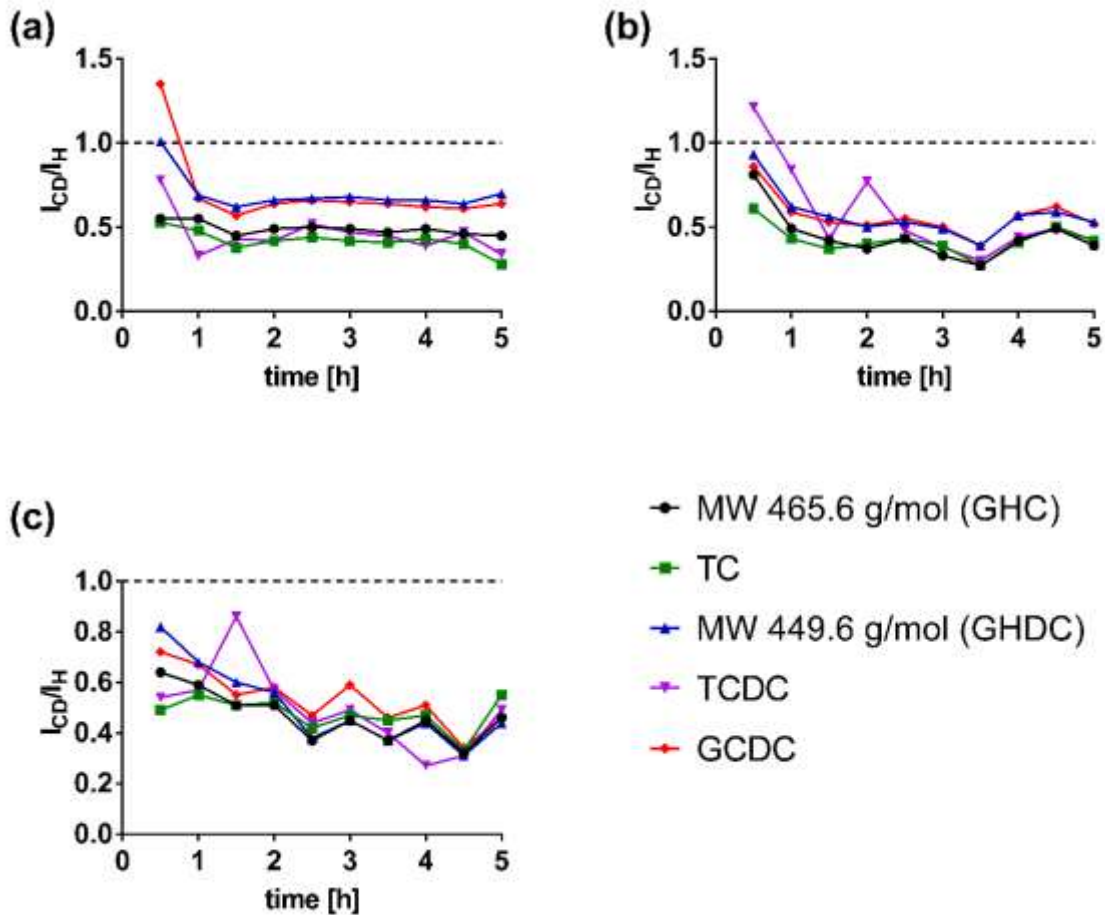 (a)
1.5
1.0
0.5
0.0
I_CD/I_H
0 1 2 3 4 5
time [h]
(b)
1.5
1.0
0.5
0.0
I_CD/I_H
0 1 2 3 4 5
time [h]
(c)
1.0
0.8
0.6
0.4
0.2
0.0
I_CD/I_H
0 1 2 3 4 5
time [h]
MW 465.6 g/mol (GHC)
TC
MW 449.6 g/mol (GHDC)
TCDC
GCDC